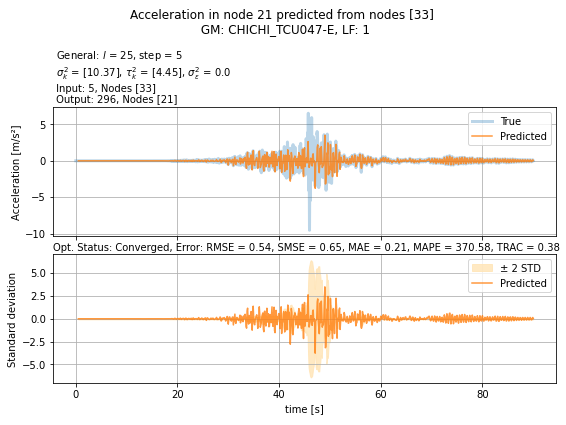 Acceleration in node 21 predicted from nodes [33]
GM: CHICHI_TCU047-E, LF: 1
General: l = 25, step = 5
σ²ₖ = [10.37], τ²ₖ = [4.45], σ²ε = 0.0
Input: 5, Nodes [33]
Output: 296, Nodes [21]
True
Predicted
Acceleration [m/s²]
5
0
−5
−10
Opt. Status: Converged, Error: RMSE = 0.54, SMSE = 0.65, MAE = 0.21, MAPE = 370.58, TRAC = 0.38
± 2 STD
Predicted
Standard deviation
5.0
2.5
0.0
−2.5
−5.0
0 20 40 60 80
time [s]